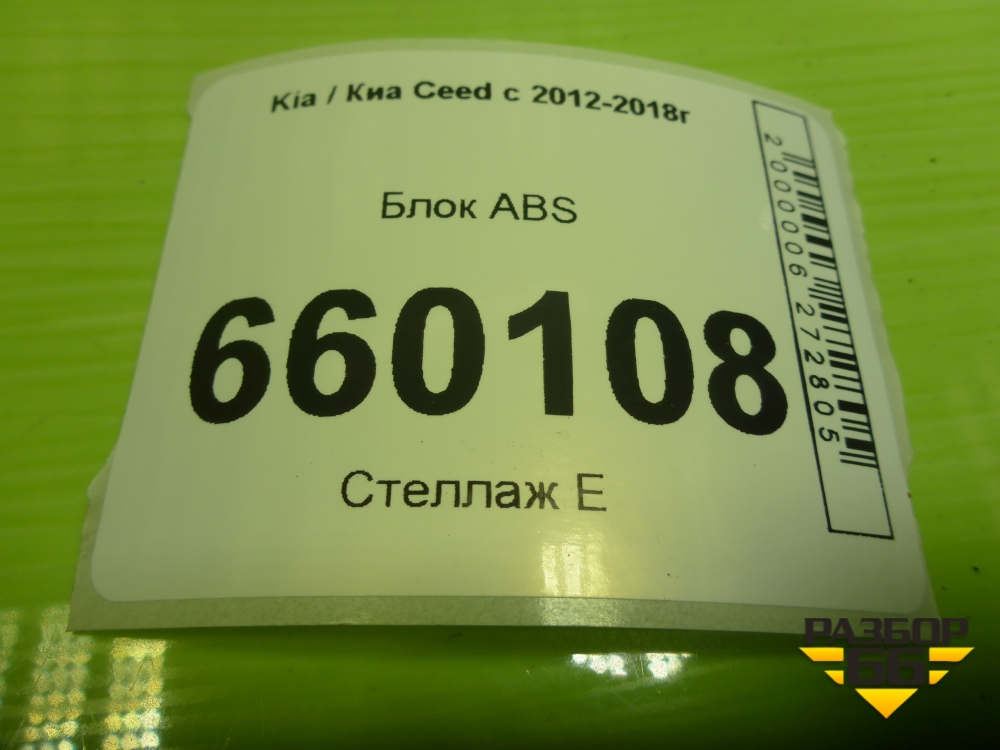 Kia / Киа Ceed с 2012-2018г
Блок ABS
660108
Стеллаж Е
2000006272805
РАЗБОР
66